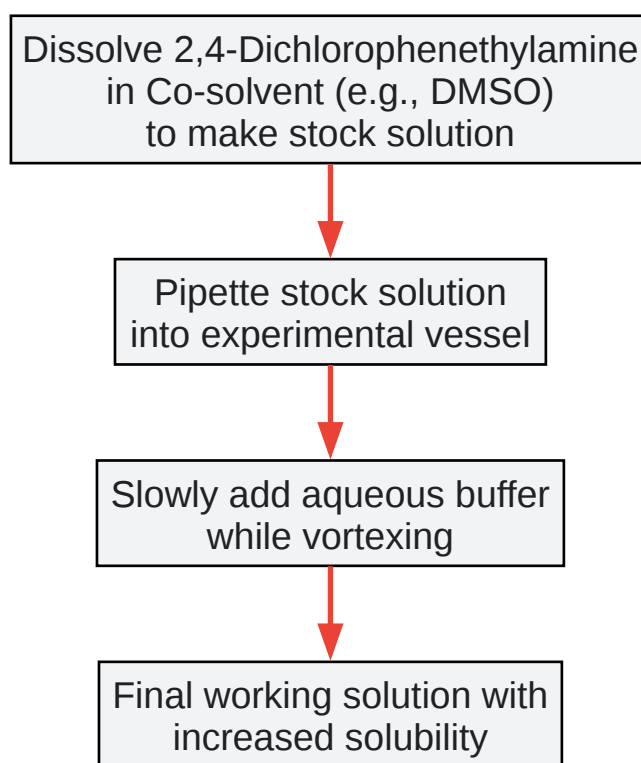 Dissolve 2,4-Dichlorophenethylamine
in Co-solvent (e.g., DMSO)
to make stock solution
Pipette stock solution
into experimental vessel
Slowly add aqueous buffer
while vortexing
Final working solution with
increased solubility